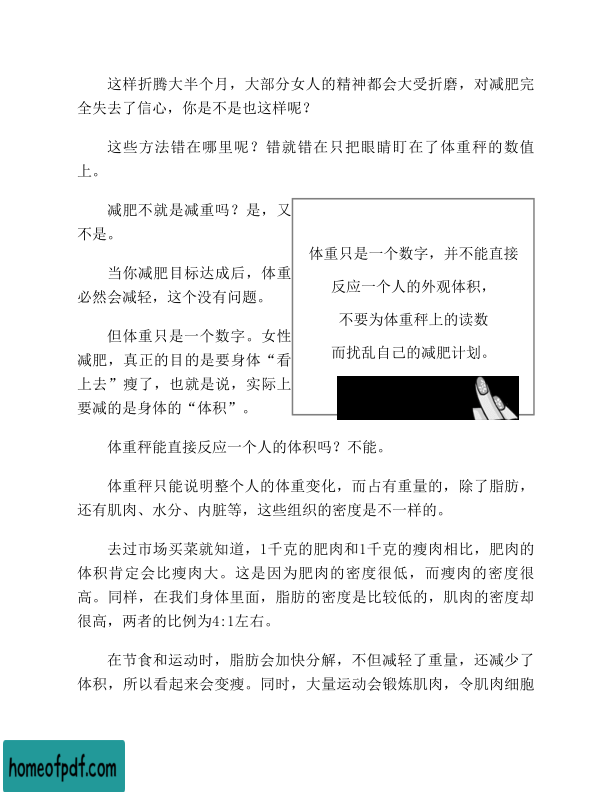 这样折腾大半个月，大部分女人的精神都会大受折磨，对减肥完
全失去了信心，你是不是也这样呢？
这些方法错在哪里呢？错就错在只把眼睛盯在了体重秤的数值
上。
减肥不就是减重吗？是，又
不是。
当你减肥目标达成后，体重
必然会减轻，这个没有问题。
但体重只是一个数字。女性
减肥，真正的目的是要身体“看
上去”瘦了，也就是说，实际上
要减的是身体的“体积”。
体重只是一个数字，并不能直接
反应一个人的外观体积，
不要为体重秤上的读数
而扰乱自己的减肥计划。
体重秤能直接反应一个人的体积吗？不能。
体重秤只能说明整个人的体重变化，而占有重量的，除了脂肪，
还有肌肉、水分、内脏等，这些组织的密度是不一样的。
去过市场买菜就知道，1千克的肥肉和1千克的瘦肉相比，肥肉的
体积肯定会比瘦肉大。这是因为肥肉的密度很低，而瘦肉的密度很
高。同样，在我们身体里面，脂肪的密度是比较低的，肌肉的密度却
很高，两者的比例为4:1左右。
在节食和运动时，脂肪会加快分解，不但减轻了重量，还减少了
体积，所以看起来会变瘦。同时，大量运动会锻炼肌肉，令肌肉细胞
homeofpdf.com